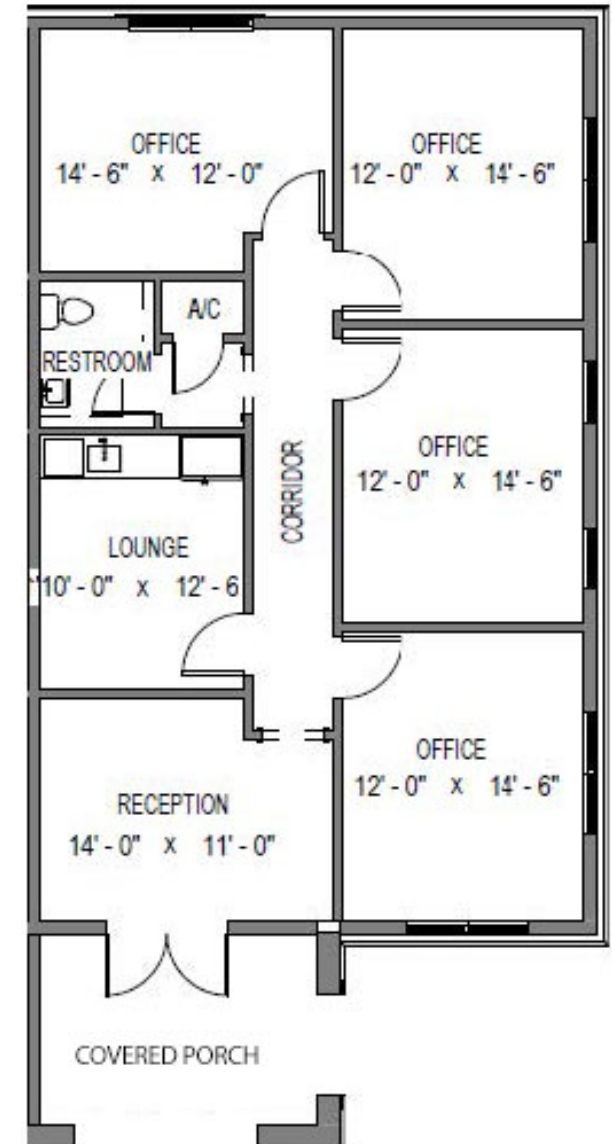 OFFICE
14' - 6" x 12' - 0"
OFFICE
12' - 0" x 14' - 6"
A/C
RESTROOM
OFFICE
12' - 0" x 14' - 6"
CORRIDOR
LOUNGE
10' - 0" x 12' - 6
OFFICE
12' - 0" x 14' - 6"
RECEPTION
14' - 0" x 11' - 0"
COVERED PORCH